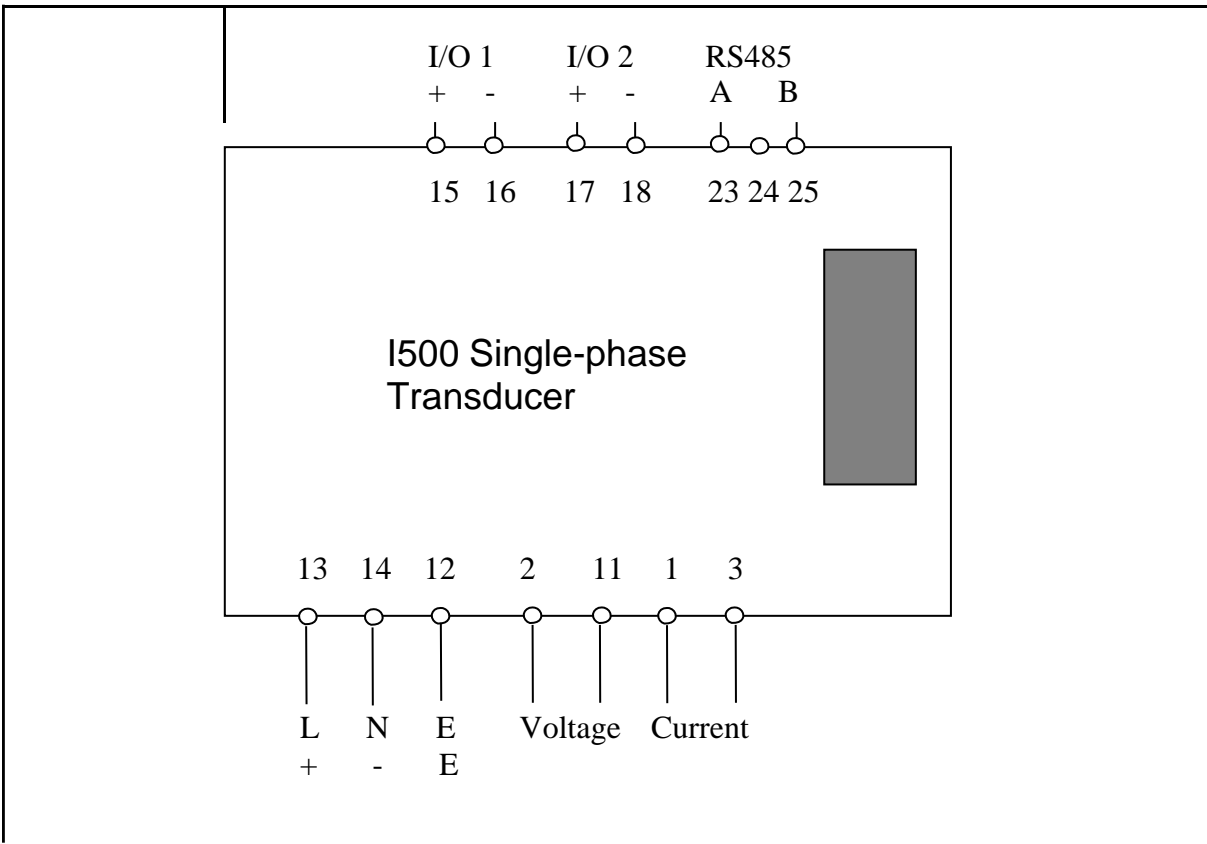 I/O 1 I/O 2 RS485
+ - + - A B
15 16 17 18 23 24 25
I500 Single-phase
Transducer
13 14 12 2 11 1 3
L N E Voltage Current
+ - E